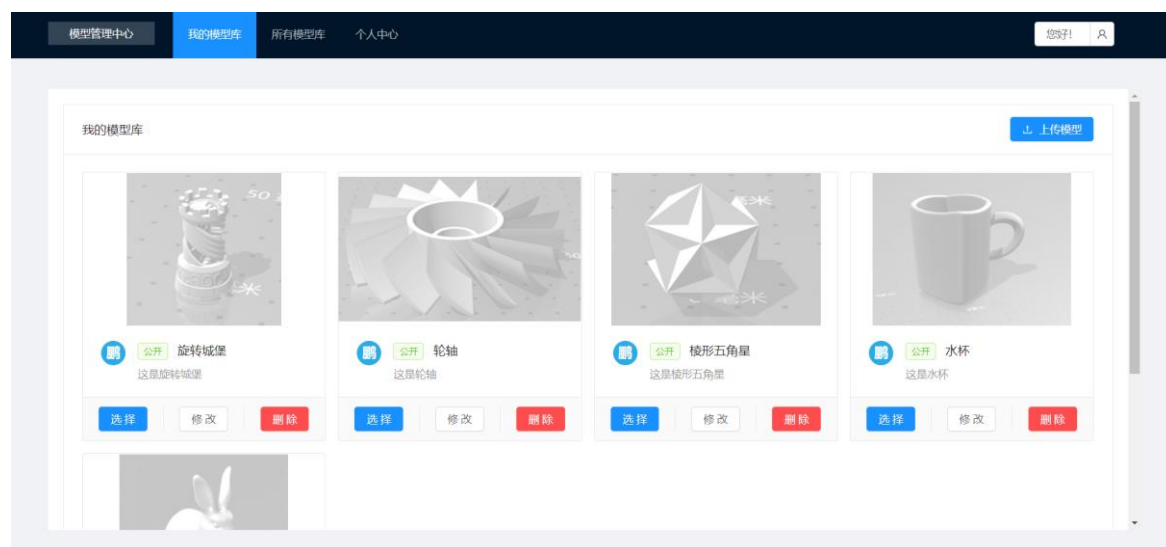 模型管理中心 我的模型库 所有模型库 个人中心 您好!
我的模型库 上传模型
50
米
米
鹏 公开 旋转城堡
这是旋转城堡
鹏 公开 轮轴
这是轮轴
鹏 公开 棱形五角星
这是棱形五角星
鹏 公开 水杯
这是水杯
选择 修改 删除 选择 修改 删除 选择 修改 删除 选择 修改 删除